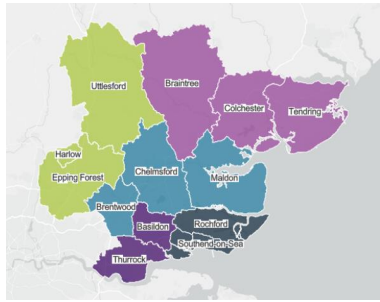 Uttlesford
Braintree
Colchester
Tendring
Harlow
Epping Forest
Chelmsford
Maldon
Brentwood
Basildon
Rochford
Southend-on-Sea
Thurrock